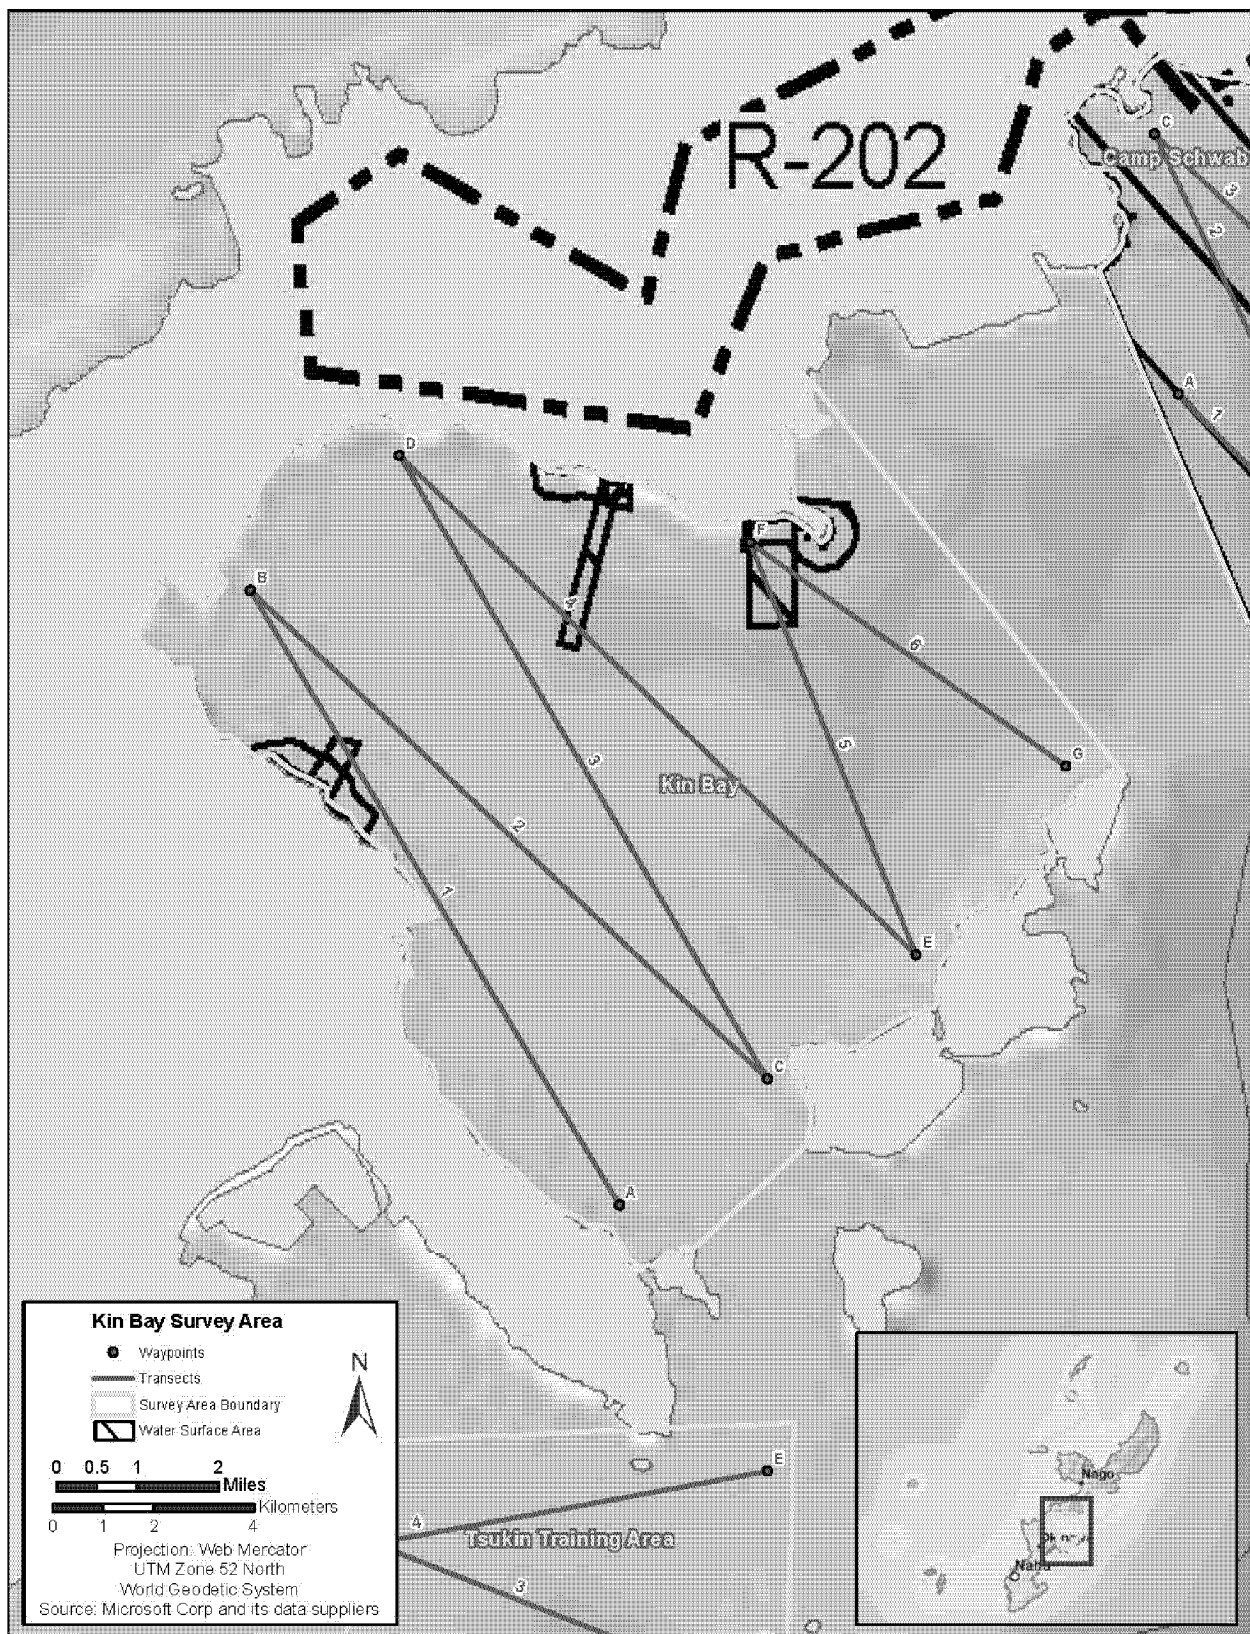 R-202
C
Camp Schwab
3
2
A
1
D
F
B
4
6
5
G
3
Kin Bay
2
1
E
C
A
Kin Bay Survey Area
Waypoints
Transects
Survey Area Boundary
Water Surface Area
N
0 0.5 1 2
Miles
Kilometers
0 1 2 4
Projection: Web Mercator
UTM Zone 52 North
World Geodetic System
Source: Microsoft Corp and its data suppliers
E
4
Tsukin Training Area
3
Nago
Naha